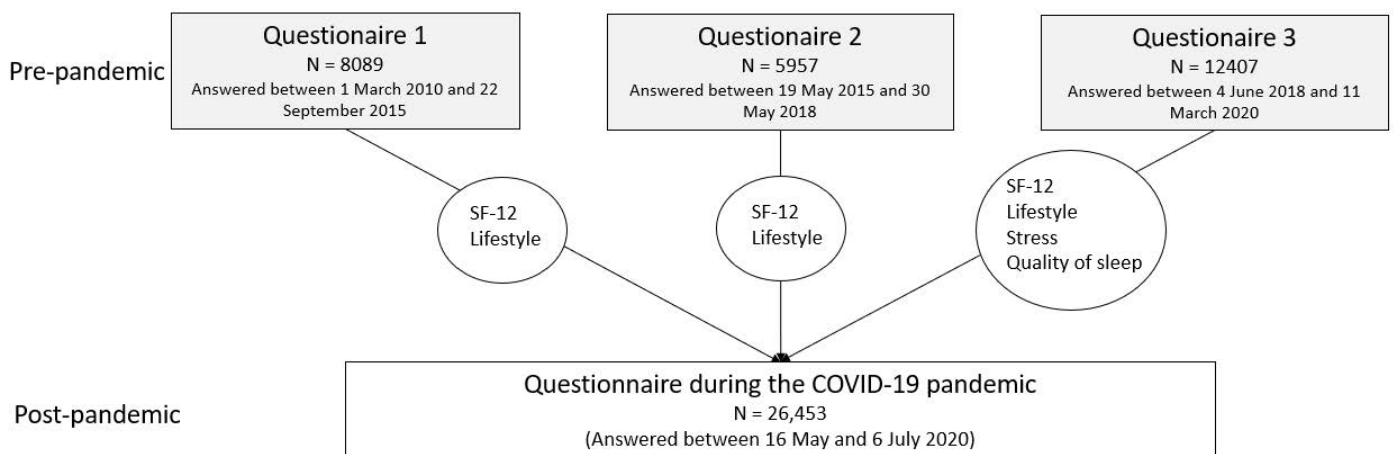 Pre-pandemic
Questionaire 1
N = 8089
Answered between 1 March 2010 and 22
September 2015
Questionaire 2
N = 5957
Answered between 19 May 2015 and 30
May 2018
Questionaire 3
N = 12407
Answered between 4 June 2018 and 11
March 2020
SF-12
Lifestyle
SF-12
Lifestyle
SF-12
Lifestyle
Stress
Quality of sleep
Post-pandemic
Questionnaire during the COVID-19 pandemic
N = 26,453
(Answered between 16 May and 6 July 2020)